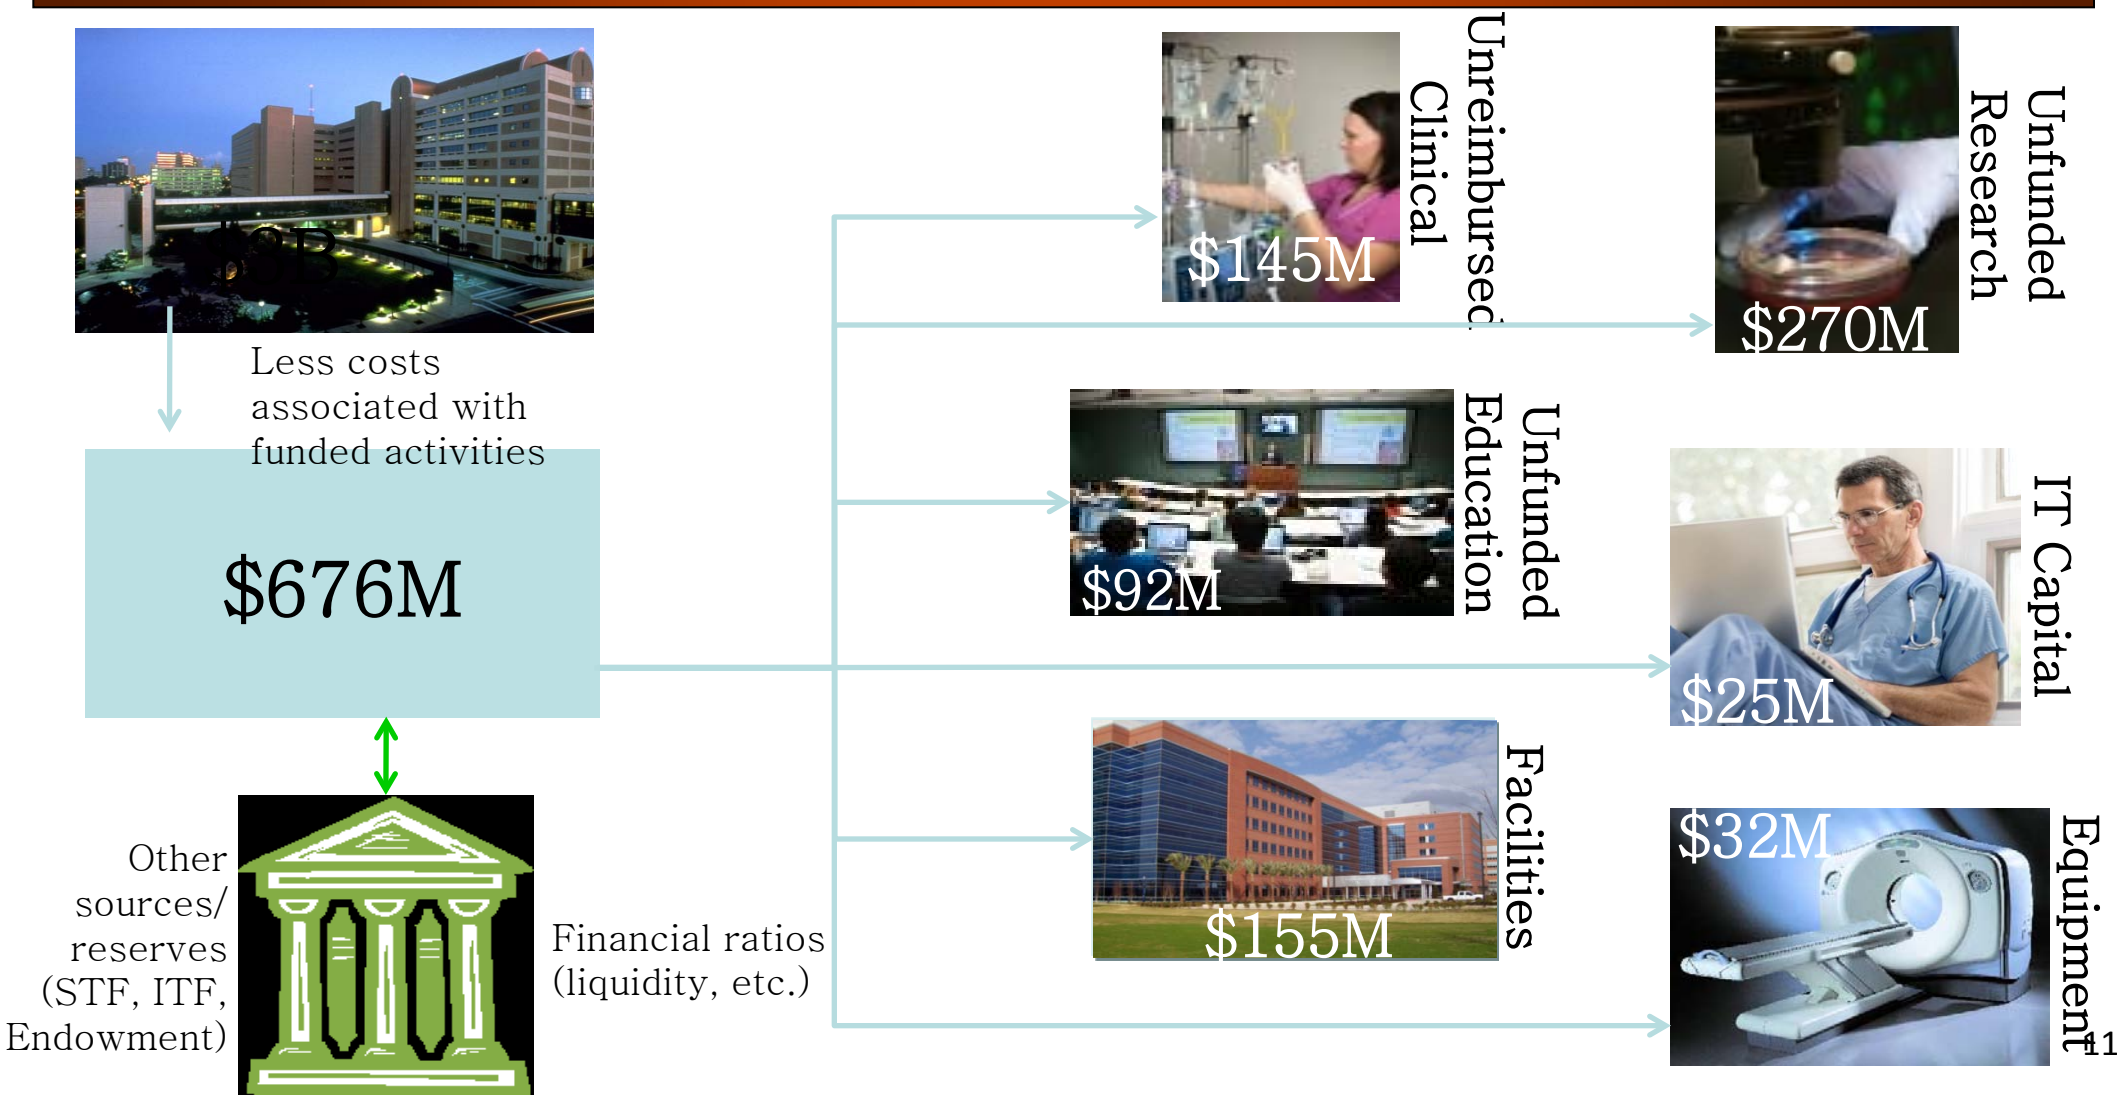 $3B
Less costs
associated with
funded activities
$676M
Other
sources/
reserves
(STF, ITF,
Endowment)
Financial ratios
(liquidity, etc.)
Unreimbursed
Clinical
$145M
Unfunded
Research
$270M
Unfunded
Education
$92M
IT Capital
$25M
Facilities
$155M
Equipment
$32M
11